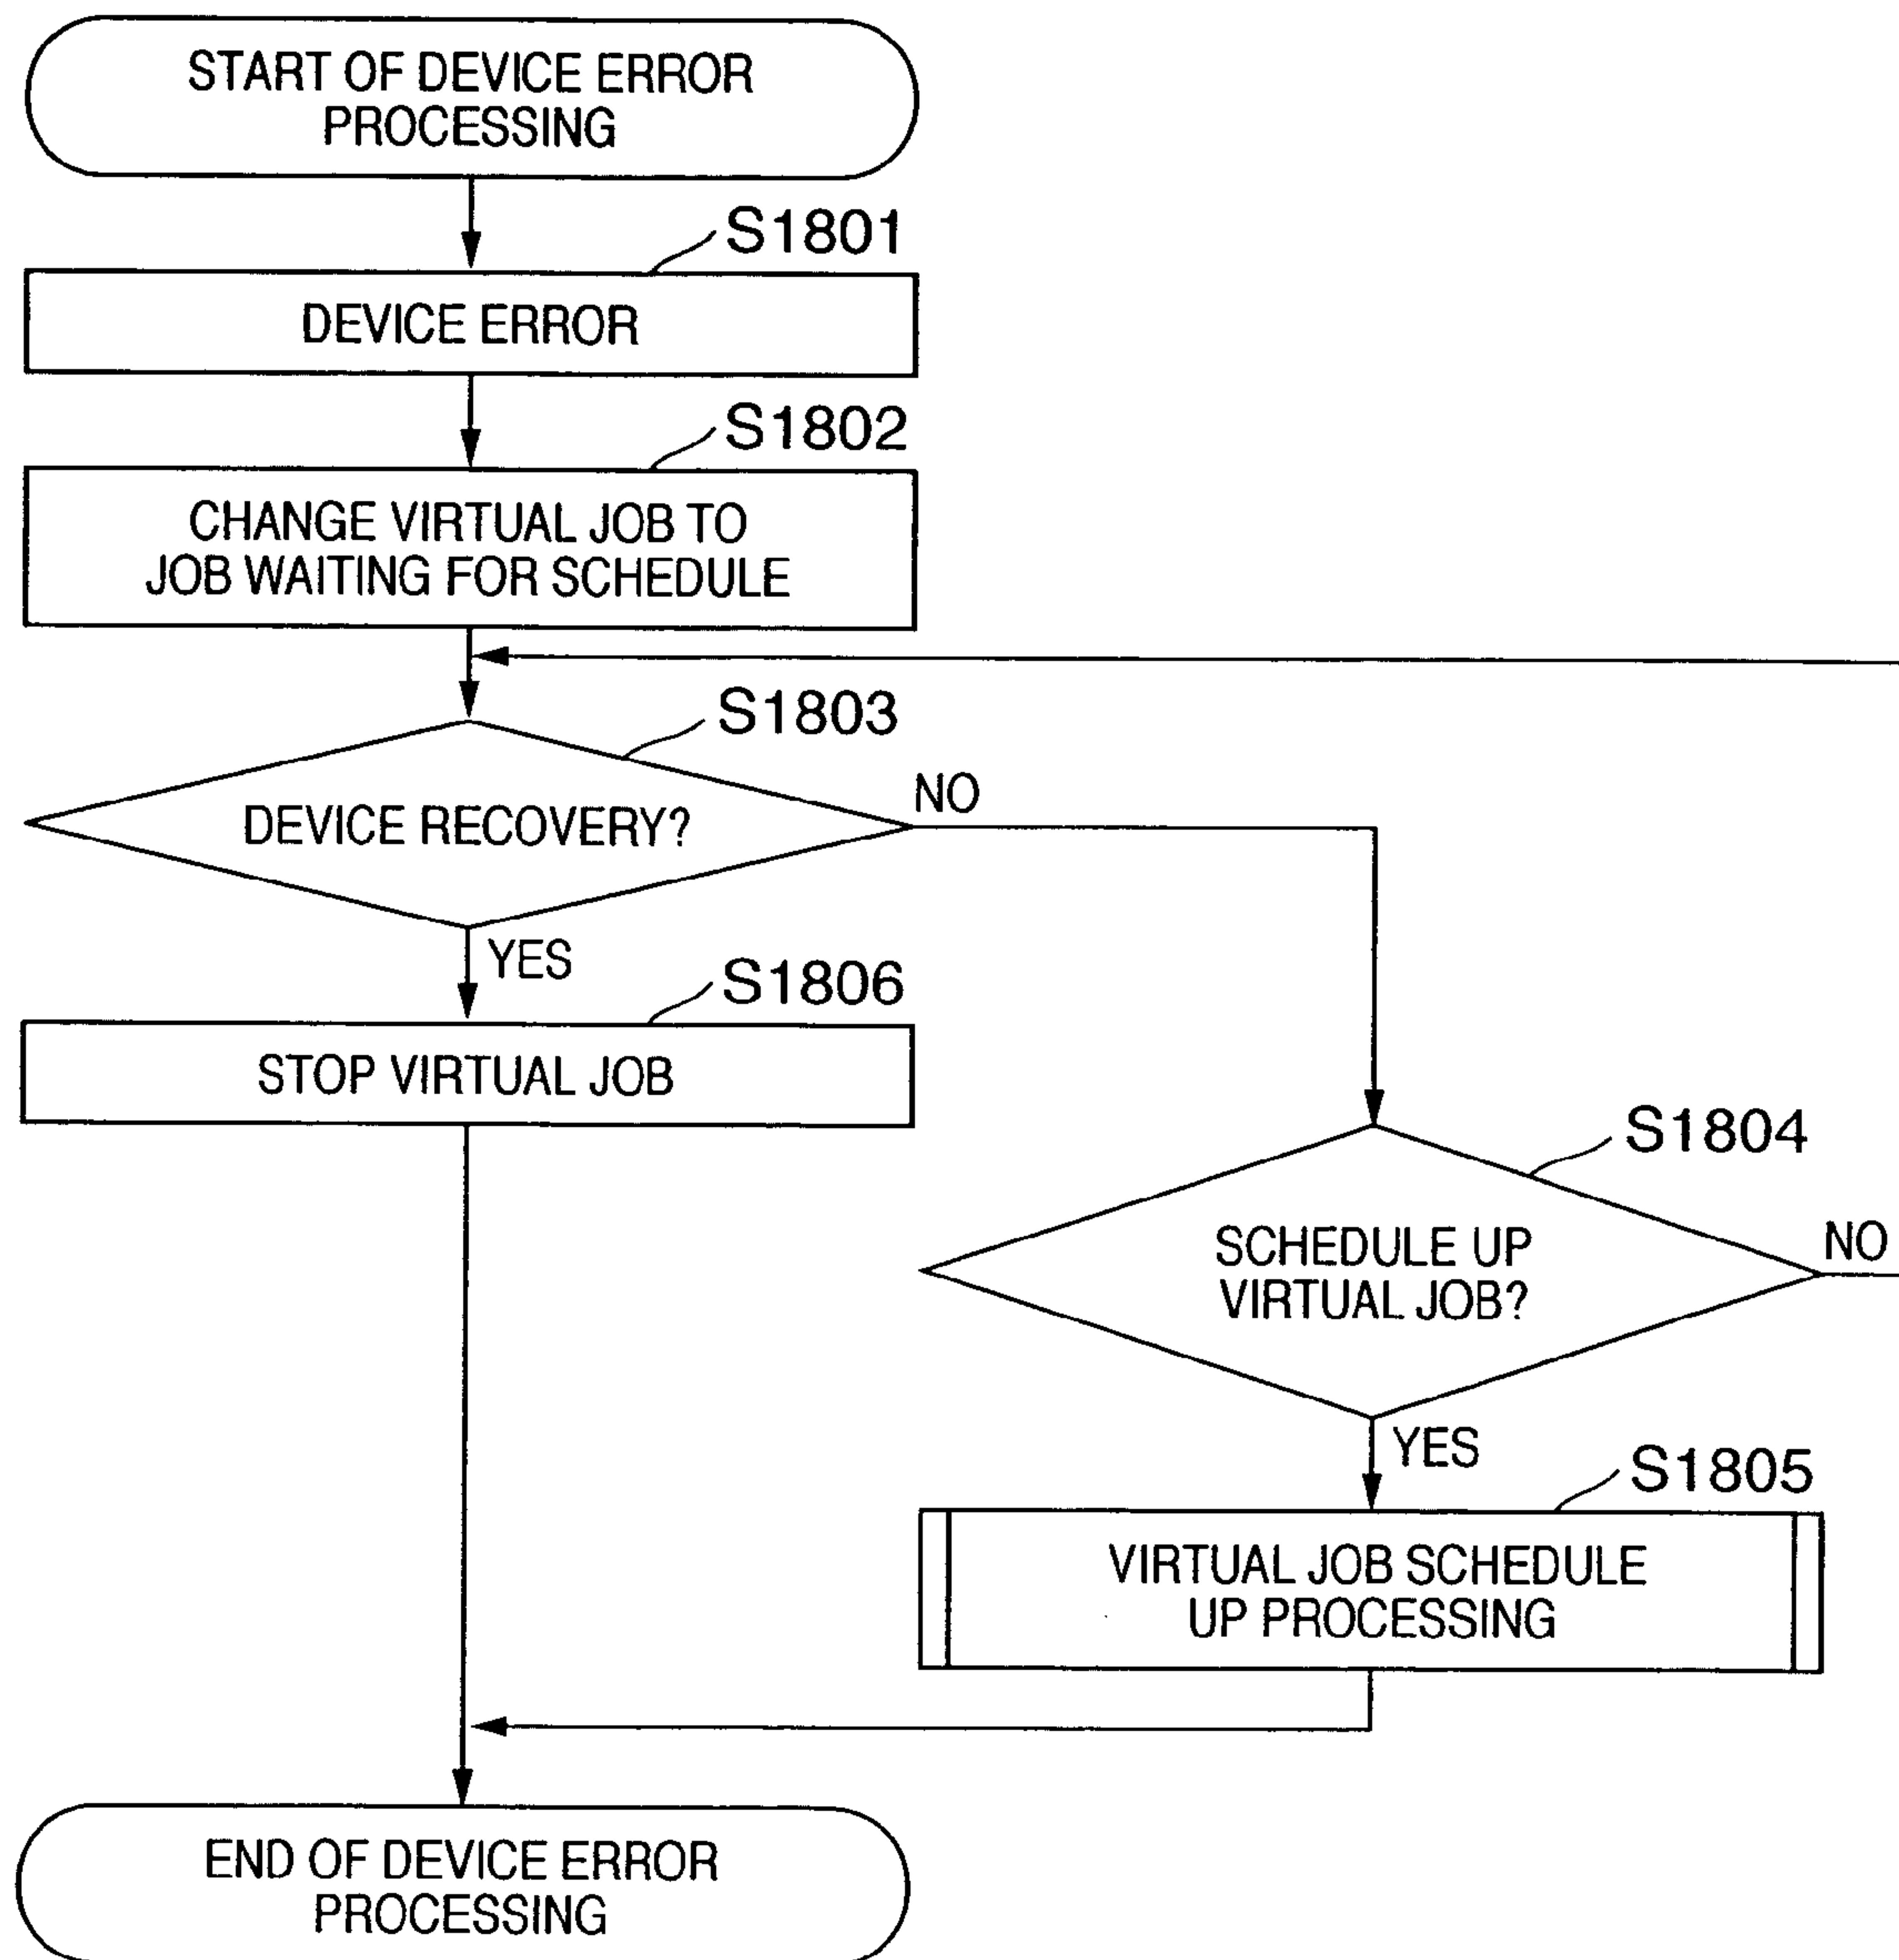 START OF DEVICE ERROR
PROCESSING
S1801
DEVICE ERROR
S1802
CHANGE VIRTUAL JOB TO
JOB WAITING FOR SCHEDULE
S1803
DEVICE RECOVERY?
NO
YES
S1806
STOP VIRTUAL JOB
S1804
SCHEDULE UP
VIRTUAL JOB?
NO
YES
S1805
VIRTUAL JOB SCHEDULE
UP PROCESSING
END OF DEVICE ERROR
PROCESSING